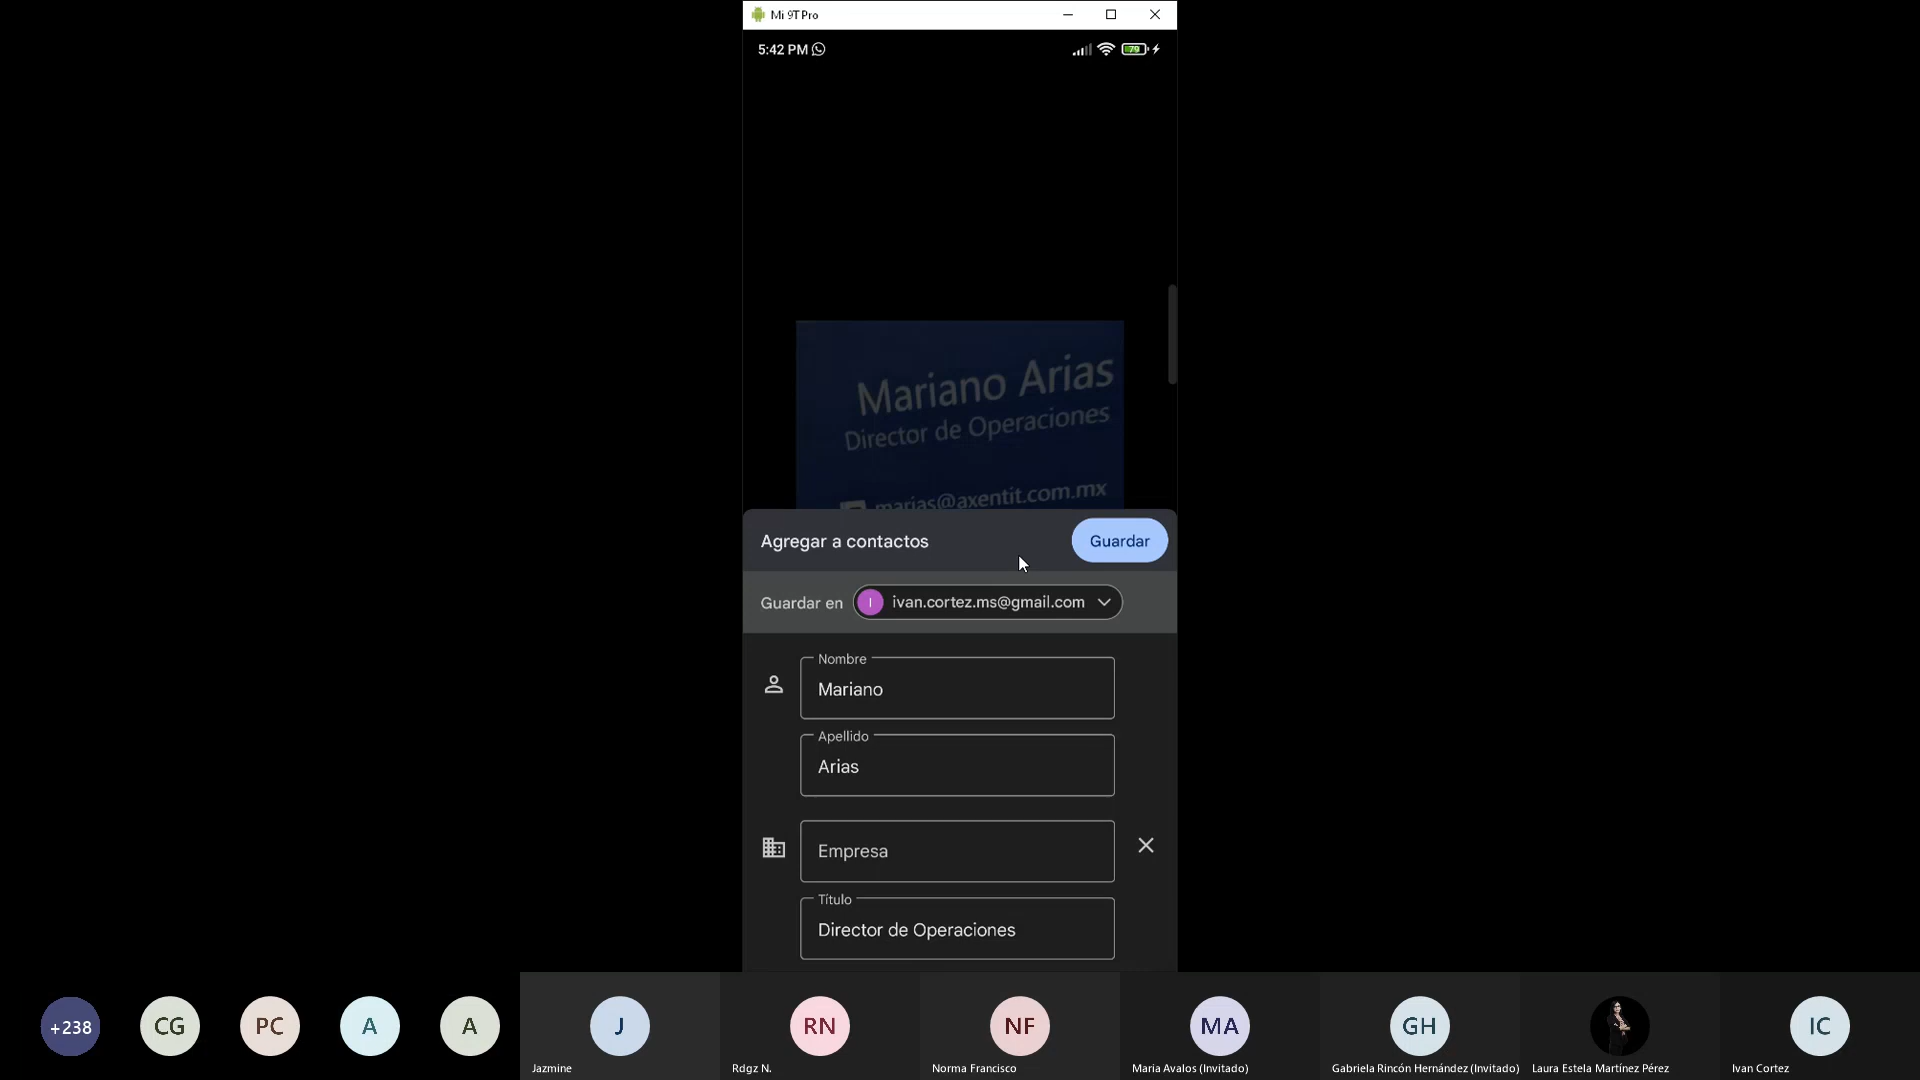 Mi 9T Pro
5:42 PM
79
Mariano Arias
Director de Operaciones
marias@axentit.com.mx
Agregar a contactos
Guardar
Guardar en
I
ivan.cortez.ms@gmail.com
Nombre
Mariano
Apellido
Arias
Empresa
Título
Director de Operaciones
+238
CG
PC
A
A
J
RN
NF
MA
GH
IC
Jazmine
Rdgz N.
Norma Francisco
Maria Avalos (Invitado)
Gabriela Rincón Hernández (Invitado)
Laura Estela Martínez Pérez
Ivan Cortez